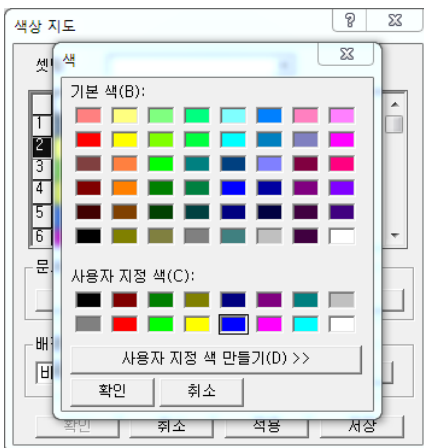 색상 지도
색
기본 색(B):
1
2
3
4
5
6
사용자 지정 색(C):
사용자 지정 색 만들기(D) >>
확인
취소
확인
취소
적용
저장